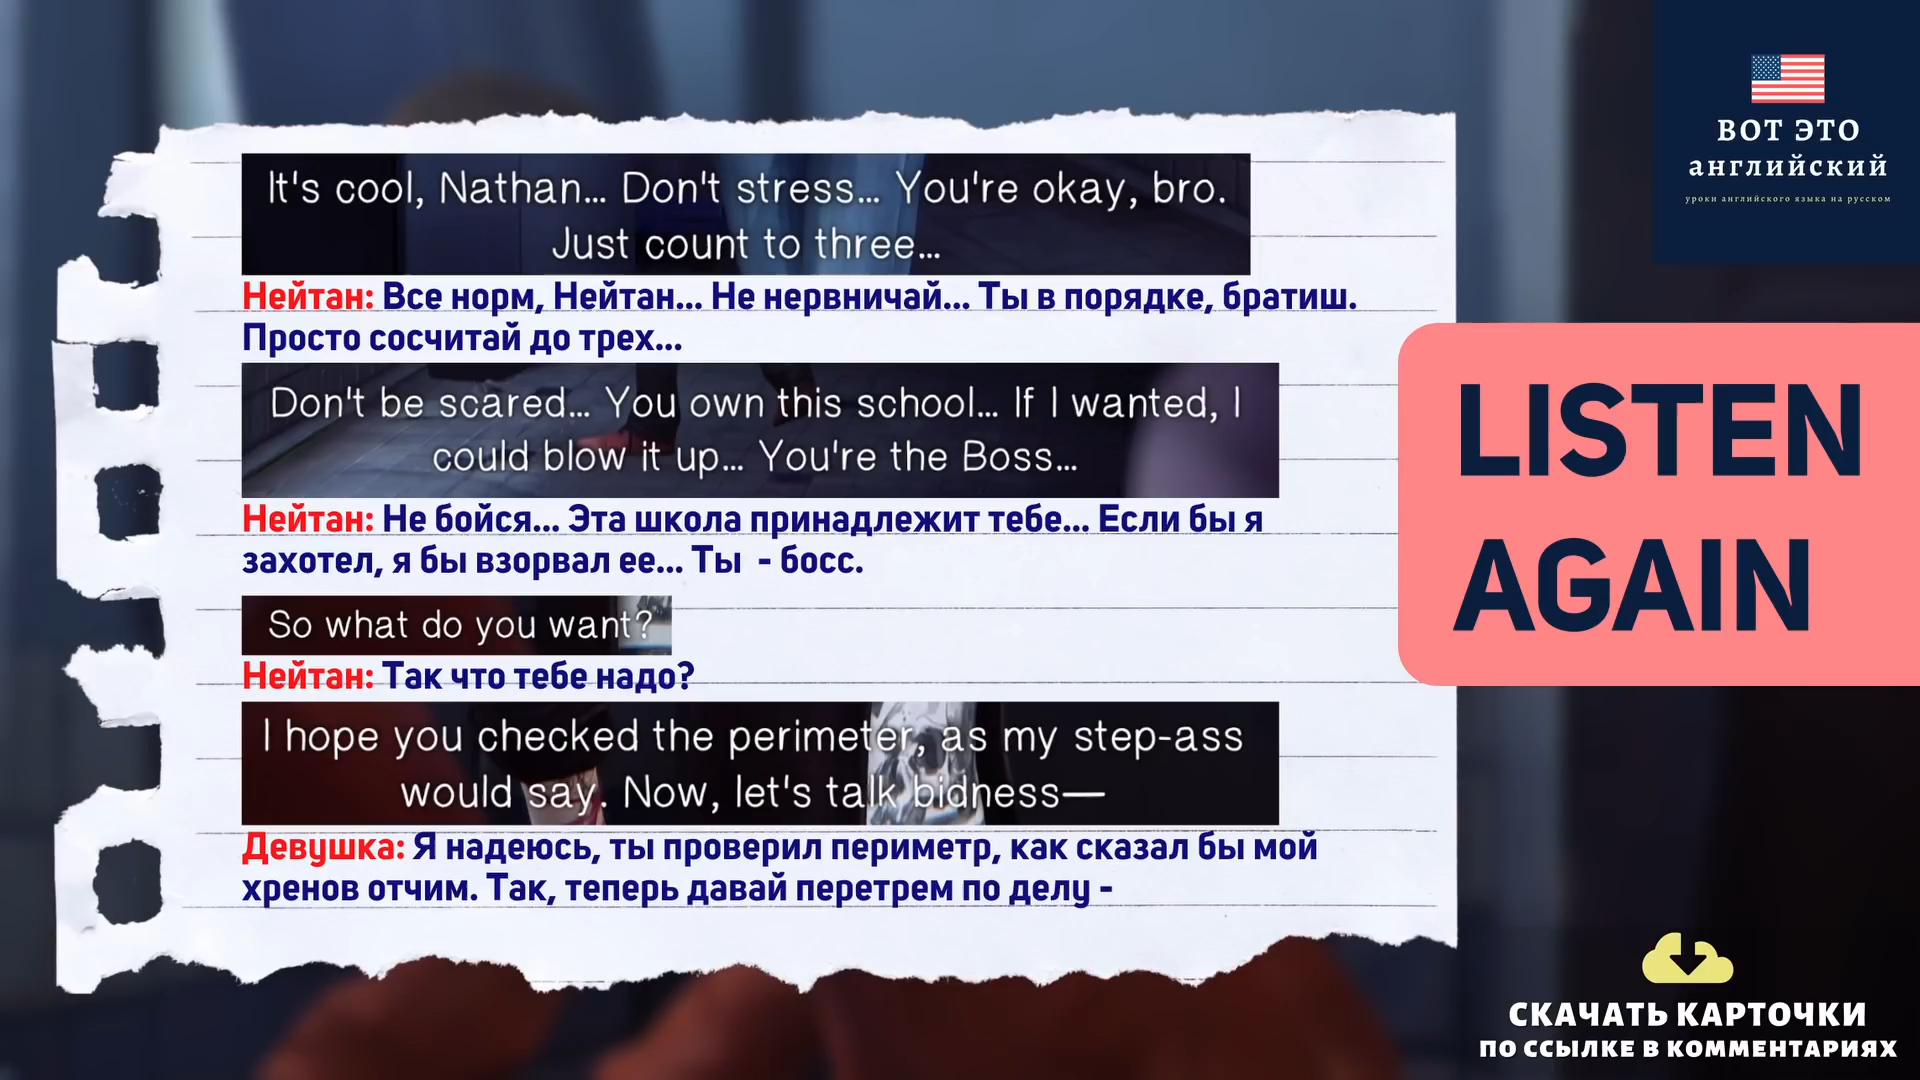 It's cool, Nathan... Don't stress... You're okay, bro.
Just count to three...
Нейтан: Все норм, Нейтан... Не нервничай... Ты в порядке, братиш.
Просто сосчитай до трех...
Don't be scared... You own this school... If I wanted, I
could blow it up... You're the Boss...
Нейтан: Не бойся... Эта школа принадлежит тебе... Если бы я
захотел, я бы взорвал ее... Ты - босс.
So what do you want?
Нейтан: Так что тебе надо?
I hope you checked the perimeter, as my step-ass
would say. Now, let's talk bidness—
Девушка: Я надеюсь, ты проверил периметр, как сказал бы мой
хренов отчим. Так, теперь давай перетрем по делу -
ВОТ ЭТО
английский
уроки английского языка на русском
LISTEN
AGAIN
СКАЧАТЬ КАРТОЧКИ
ПО ССЫЛКЕ В КОММЕНТАРИЯХ